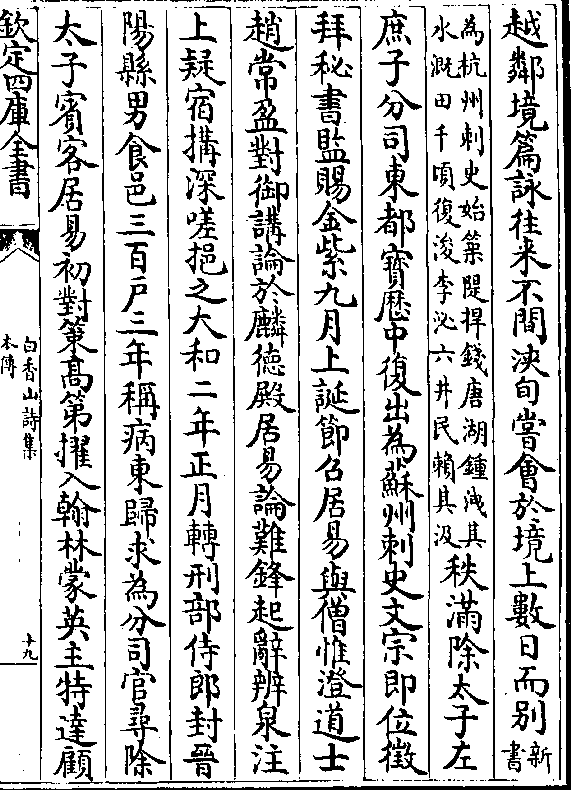 越鄰境篇詠往来不間浹旬嘗㑹於境上數日而别新書
為杭州刺史始築隄捍錢唐湖鍾洩其水溉田千頃復浚李泌六井民賴其汲秩滿除太子左
庶子分司東都寳歴中復出為蘇州刺史文宗即位徵
拜秘書監賜金紫九月上誕節召居易與僧惟澄道士
趙常盈對御講論於麟徳殿居易論難鋒起辭辨泉注
上疑宿搆深嗟挹之大和二年正月轉刑部侍郎封晉
陽縣男食邑三百戸三年稱病東歸求為分司官尋除
太子賓客居易初對策髙第擢入翰林蒙英主特達顧
欽定四庫全書
白香山詩集
本傳
十九